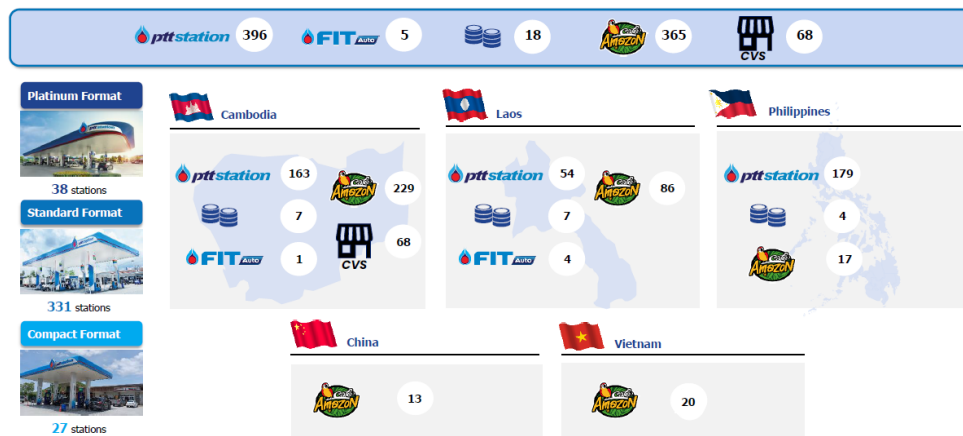 pttstation 396 FIT Auto 5 18 Café Amazon 365 CVS 68
Platinum Format
38 stations
Standard Format
331 stations
Compact Format
27 stations
Cambodia
pttstation 163
7
FIT Auto 1
Café Amazon 229
CVS 68
Laos
pttstation 54
7
FIT Auto 4
Café Amazon 86
Philippines
pttstation 179
4
Café Amazon 17
China
Café Amazon 13
Vietnam
Café Amazon 20